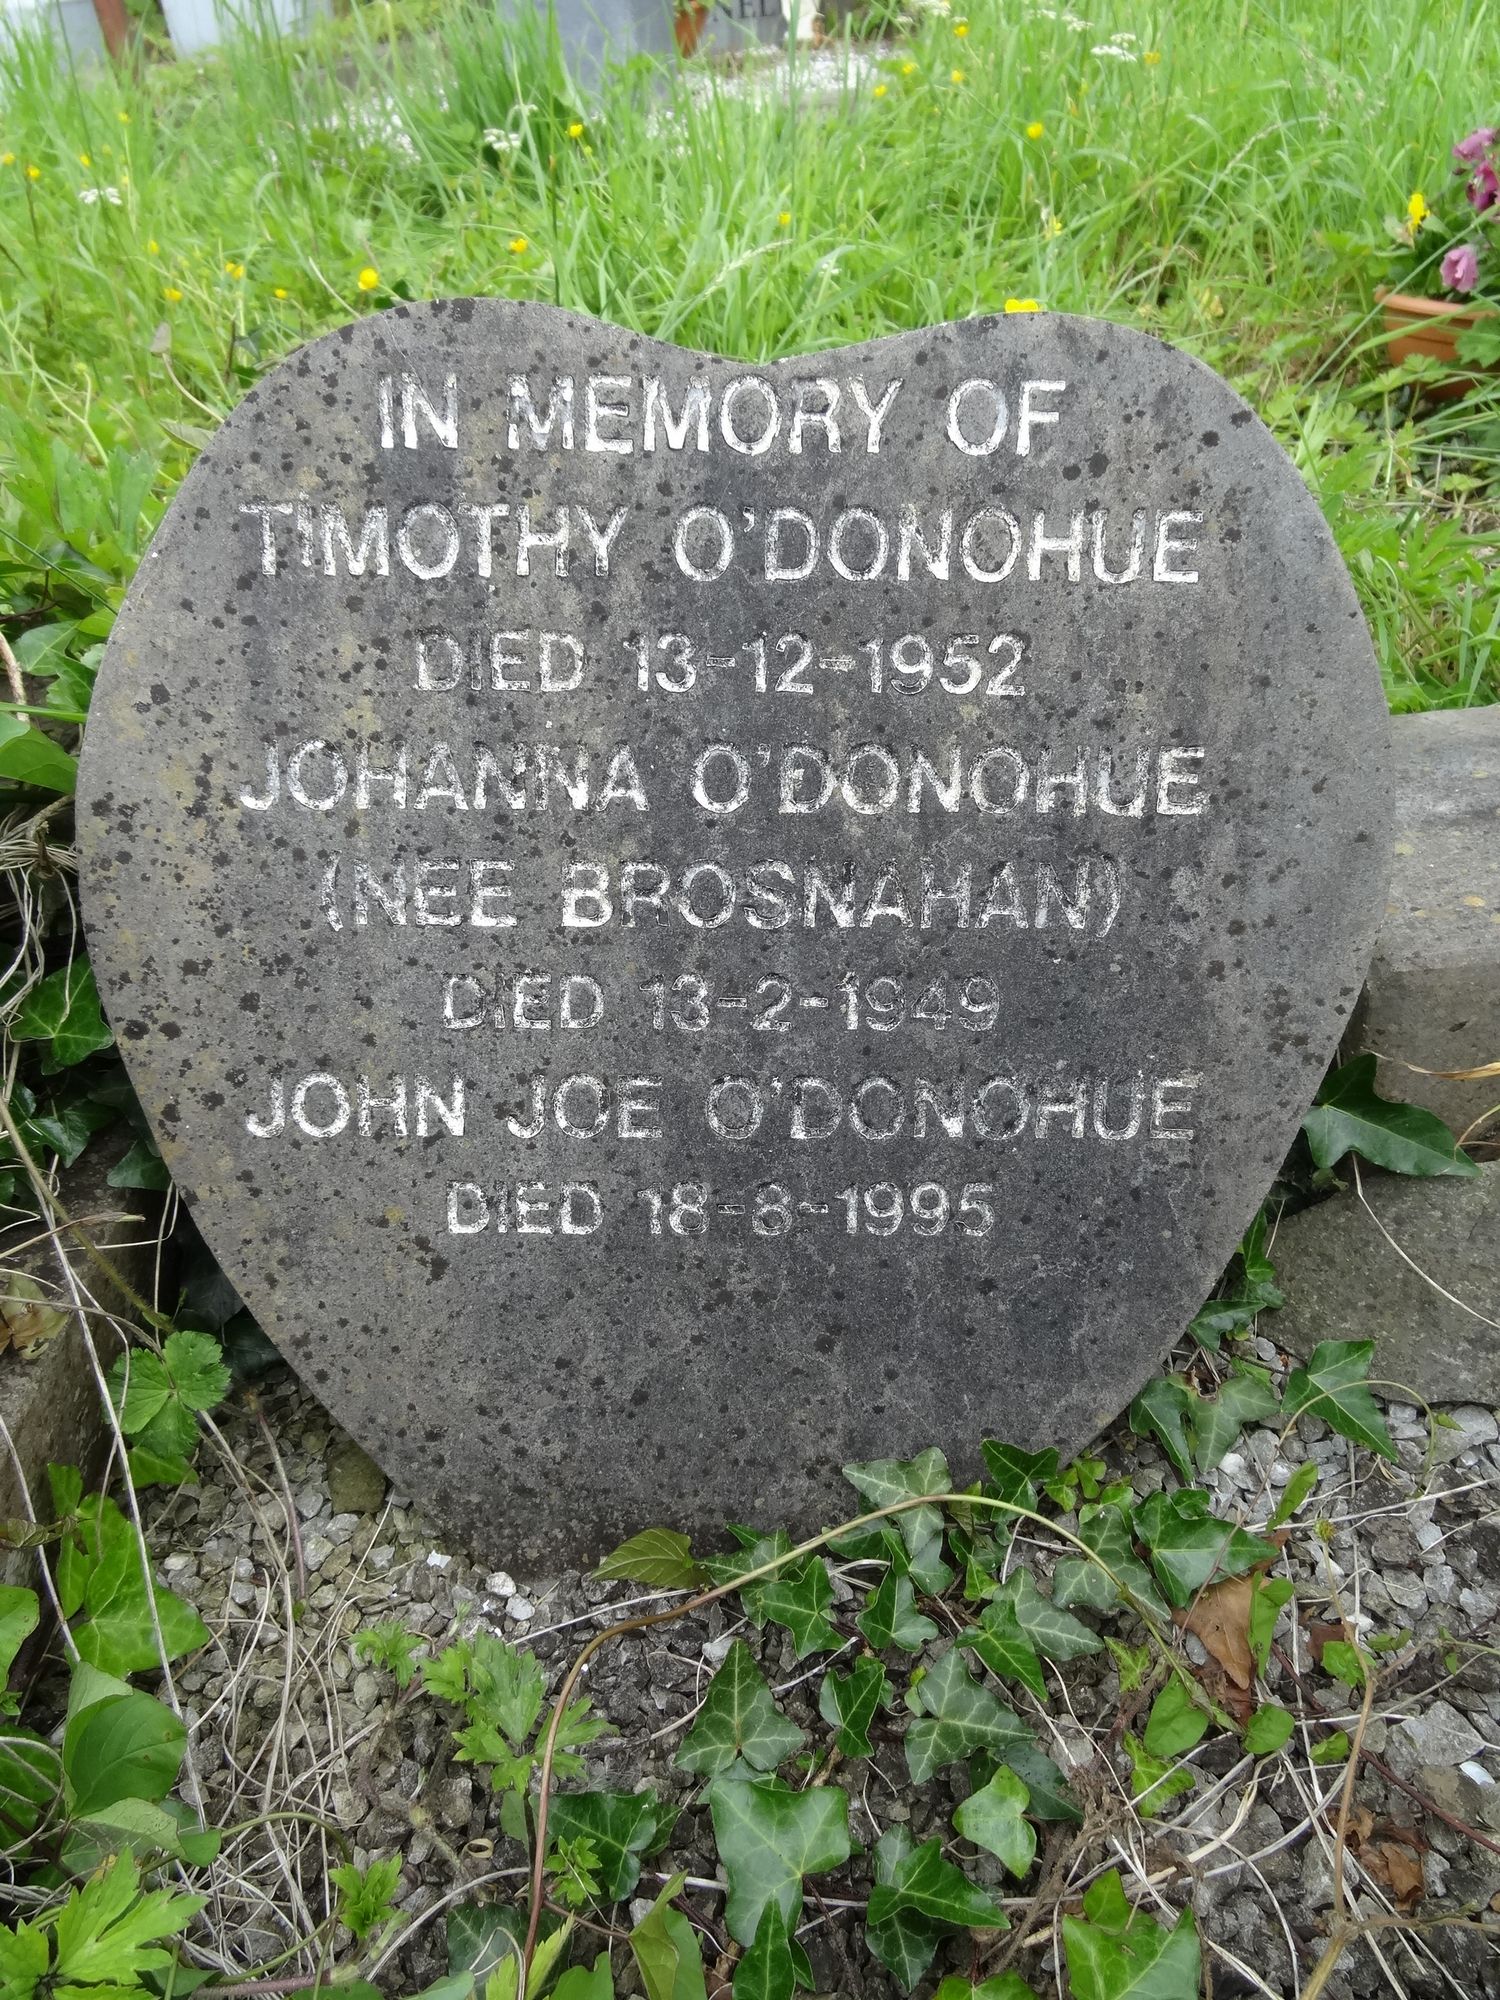 IN MEMORY OF
TIMOTHY O'DONOHUE
DIED 13-12-1952
JOHANNA O'DONOHUE
(NEE BROSNAHAN)
DIED 13-2-1949
JOHN JOE O'DONOHUE
DIED 18-8-1995